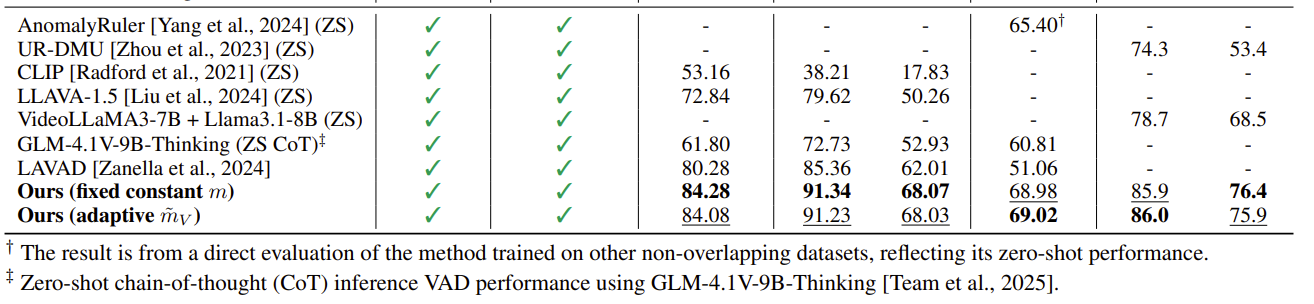 AnomalyRuler [Yang et al., 2024] (ZS) ✓ ✓ - - - 65.40† - -
UR-DMU [Zhou et al., 2023] (ZS) ✓ ✓ - - - - 74.3 53.4
CLIP [Radford et al., 2021] (ZS) ✓ ✓ 53.16 38.21 17.83 - - -
LLAVA-1.5 [Liu et al., 2024] (ZS) ✓ ✓ 72.84 79.62 50.26 - - -
VideoLLaMA3-7B + Llama3.1-8B (ZS) ✓ ✓ - - - - 78.7 68.5
GLM-4.1V-9B-Thinking (ZS CoT)‡ ✓ ✓ 61.80 72.73 52.93 60.81 - -
LAVAD [Zanella et al., 2024] ✓ ✓ 80.28 85.36 62.01 51.06 - -
Ours (fixed constant m) ✓ ✓ 84.28 91.34 68.07 68.98 85.9 76.4
Ours (adaptive m̃V) ✓ ✓ 84.08 91.23 68.03 69.02 86.0 75.9
† The result is from a direct evaluation of the method trained on other non-overlapping datasets, reflecting its zero-shot performance.
‡ Zero-shot chain-of-thought (CoT) inference VAD performance using GLM-4.1V-9B-Thinking [Team et al., 2025].